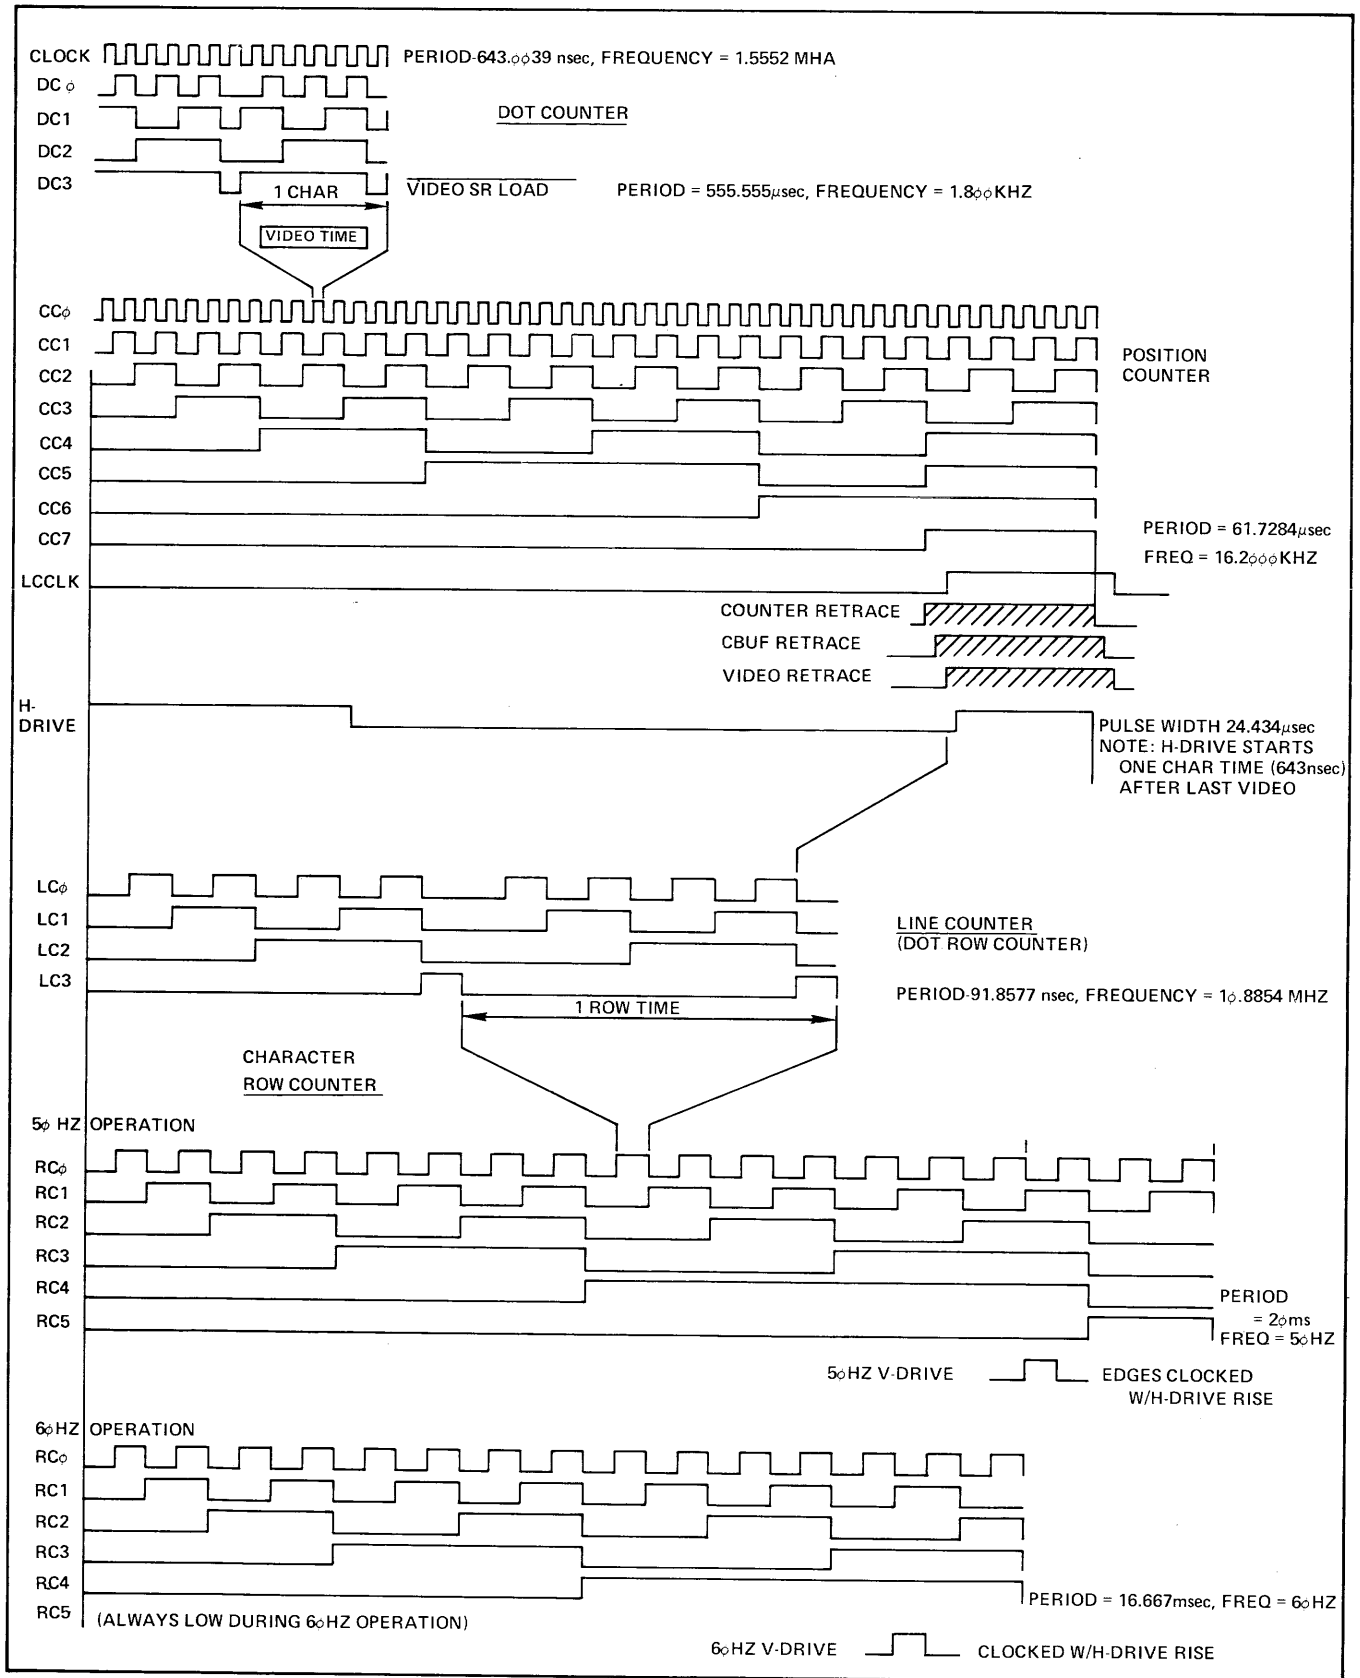 CLOCK PERIOD-643.φφ39 nsec, FREQUENCY = 1.5552 MHA
DC φ
DC1 DOT COUNTER
DC2
DC3 1 CHAR VIDEO SR LOAD PERIOD = 555.555μsec, FREQUENCY = 1.8φφKHZ
VIDEO TIME
CCφ
CC1
POSITION
COUNTER
CC2
CC3
CC4
CC5
CC6
CC7
PERIOD = 61.7284μsec
FREQ = 16.2φφφKHZ
LCCLK
COUNTER RETRACE
CBUF RETRACE
VIDEO RETRACE
H-
DRIVE
PULSE WIDTH 24.434μsec
NOTE: H-DRIVE STARTS
ONE CHAR TIME (643nsec)
AFTER LAST VIDEO
LCφ
LC1
LC2
LC3
LINE COUNTER
(DOT ROW COUNTER)
PERIOD-91.8577 nsec, FREQUENCY = 1φ.8854 MHZ
1 ROW TIME
CHARACTER
ROW COUNTER
5φ HZ OPERATION
RCφ
RC1
RC2
RC3
RC4
RC5
PERIOD
= 2φms
FREQ = 5φHZ
5φHZ V-DRIVE EDGES CLOCKED
W/H-DRIVE RISE
6φHZ OPERATION
RCφ
RC1
RC2
RC3
RC4
RC5
PERIOD = 16.667msec, FREQ = 6φHZ
(ALWAYS LOW DURING 6φHZ OPERATION)
6φHZ V-DRIVE CLOCKED W/H-DRIVE RISE